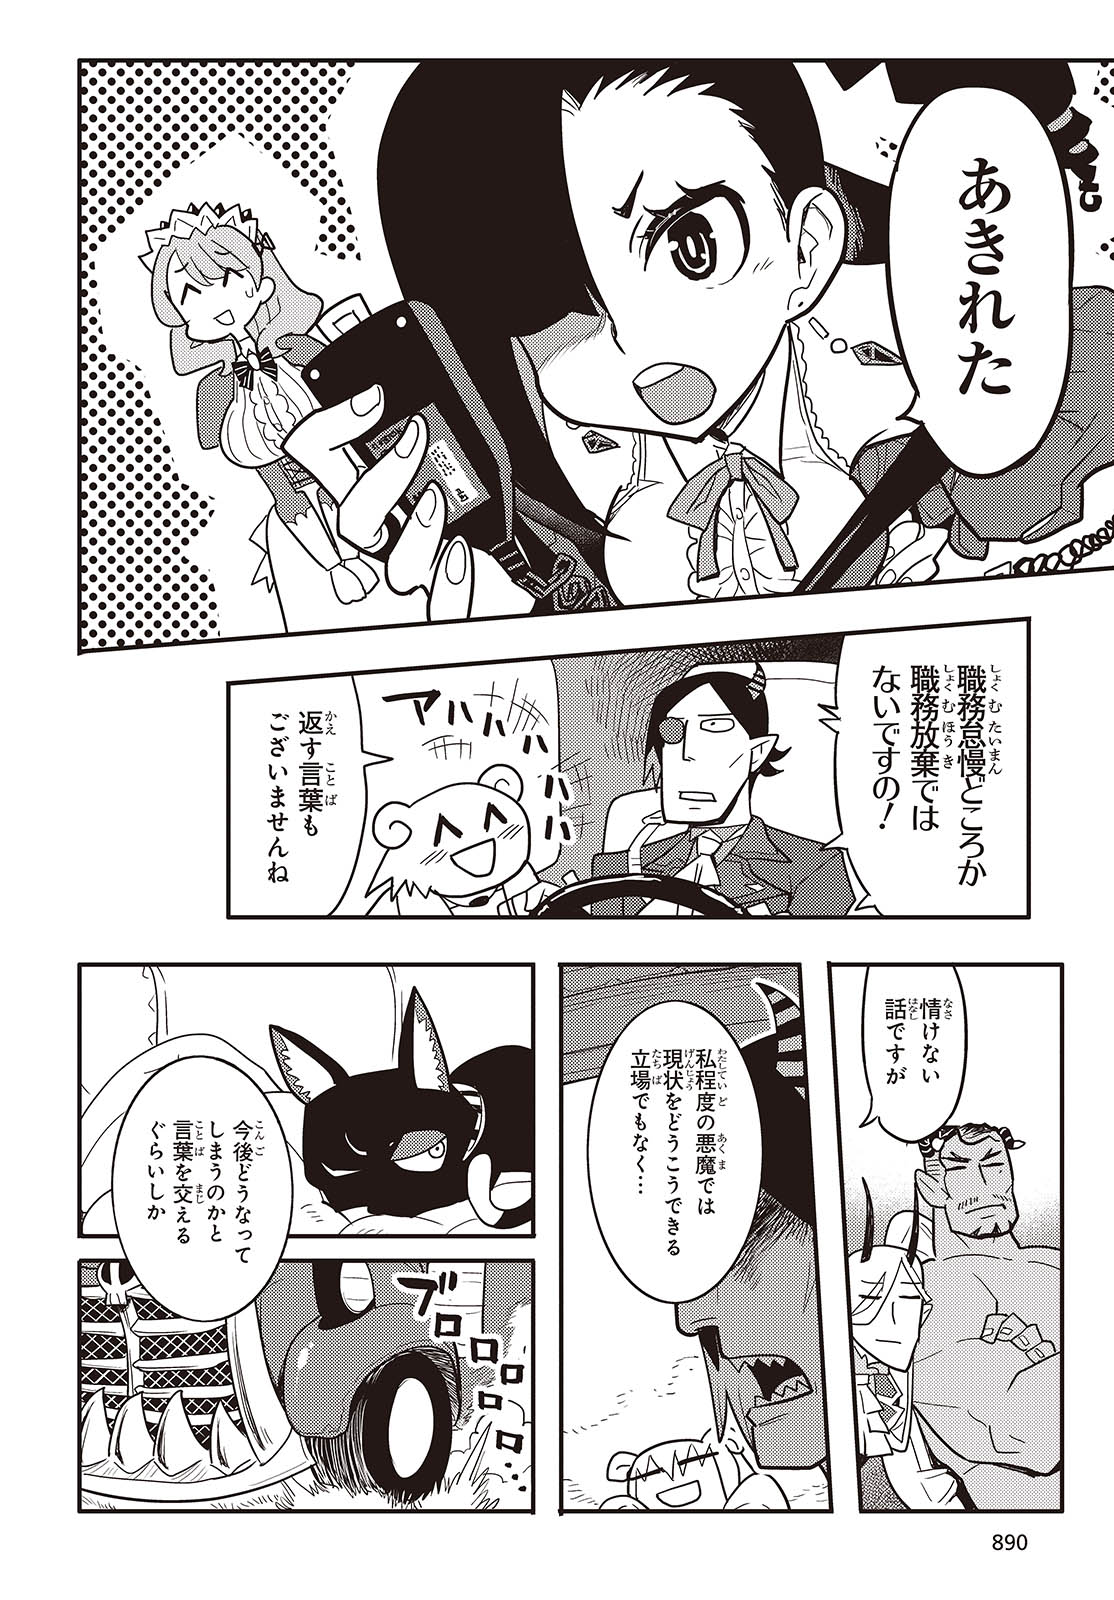 あきれた
職務怠慢どころか
職務放棄では
ないですの！
アハハハハ
返す言葉も
ございませんね
情けない
話ですが
私程度の悪魔では
現状をどうこうできる
立場でもなく…
今後どうなって
しまうのかと
言葉を交える
ぐらいしか
ブロロロロ
890